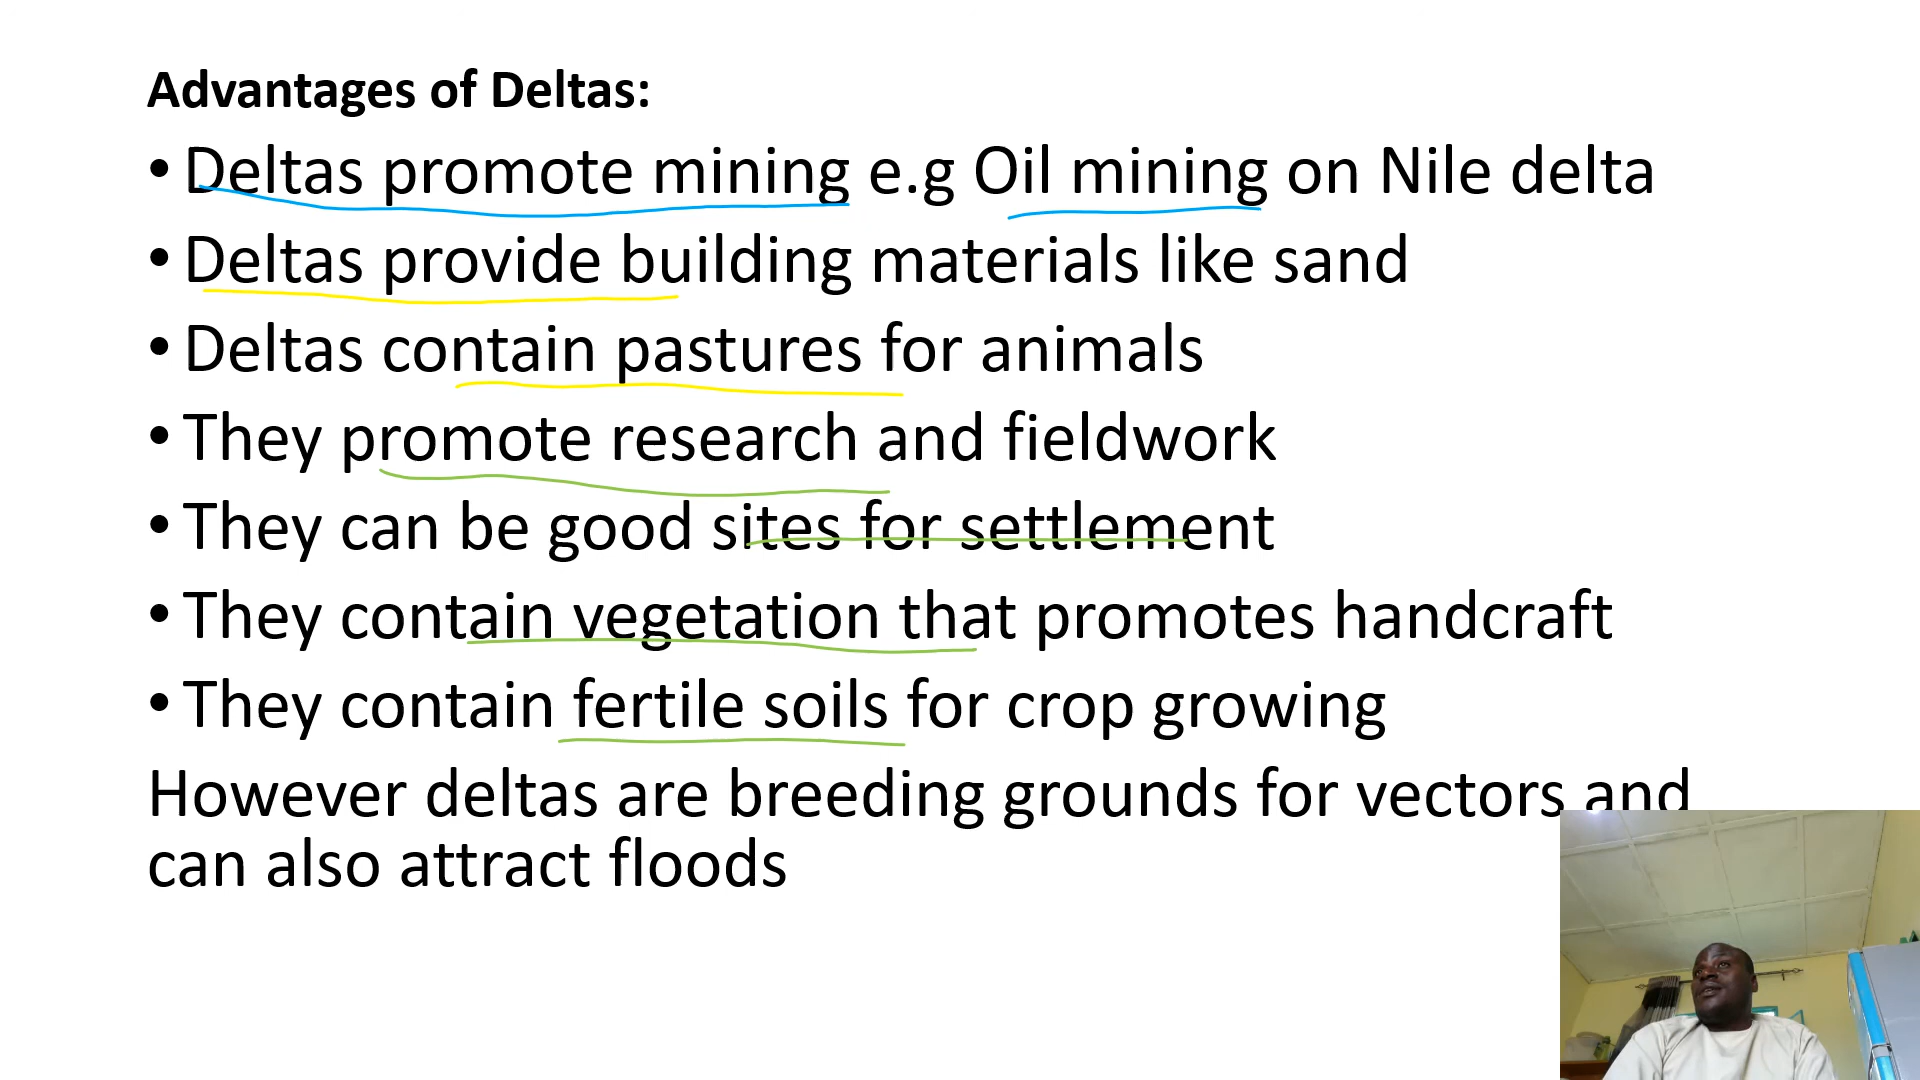 Advantages of Deltas:
• Deltas promote mining e.g Oil mining on Nile delta
• Deltas provide building materials like sand
• Deltas contain pastures for animals
• They promote research and fieldwork
• They can be good sites for settlement
• They contain vegetation that promotes handcraft
• They contain fertile soils for crop growing
However deltas are breeding grounds for vectors and
can also attract floods